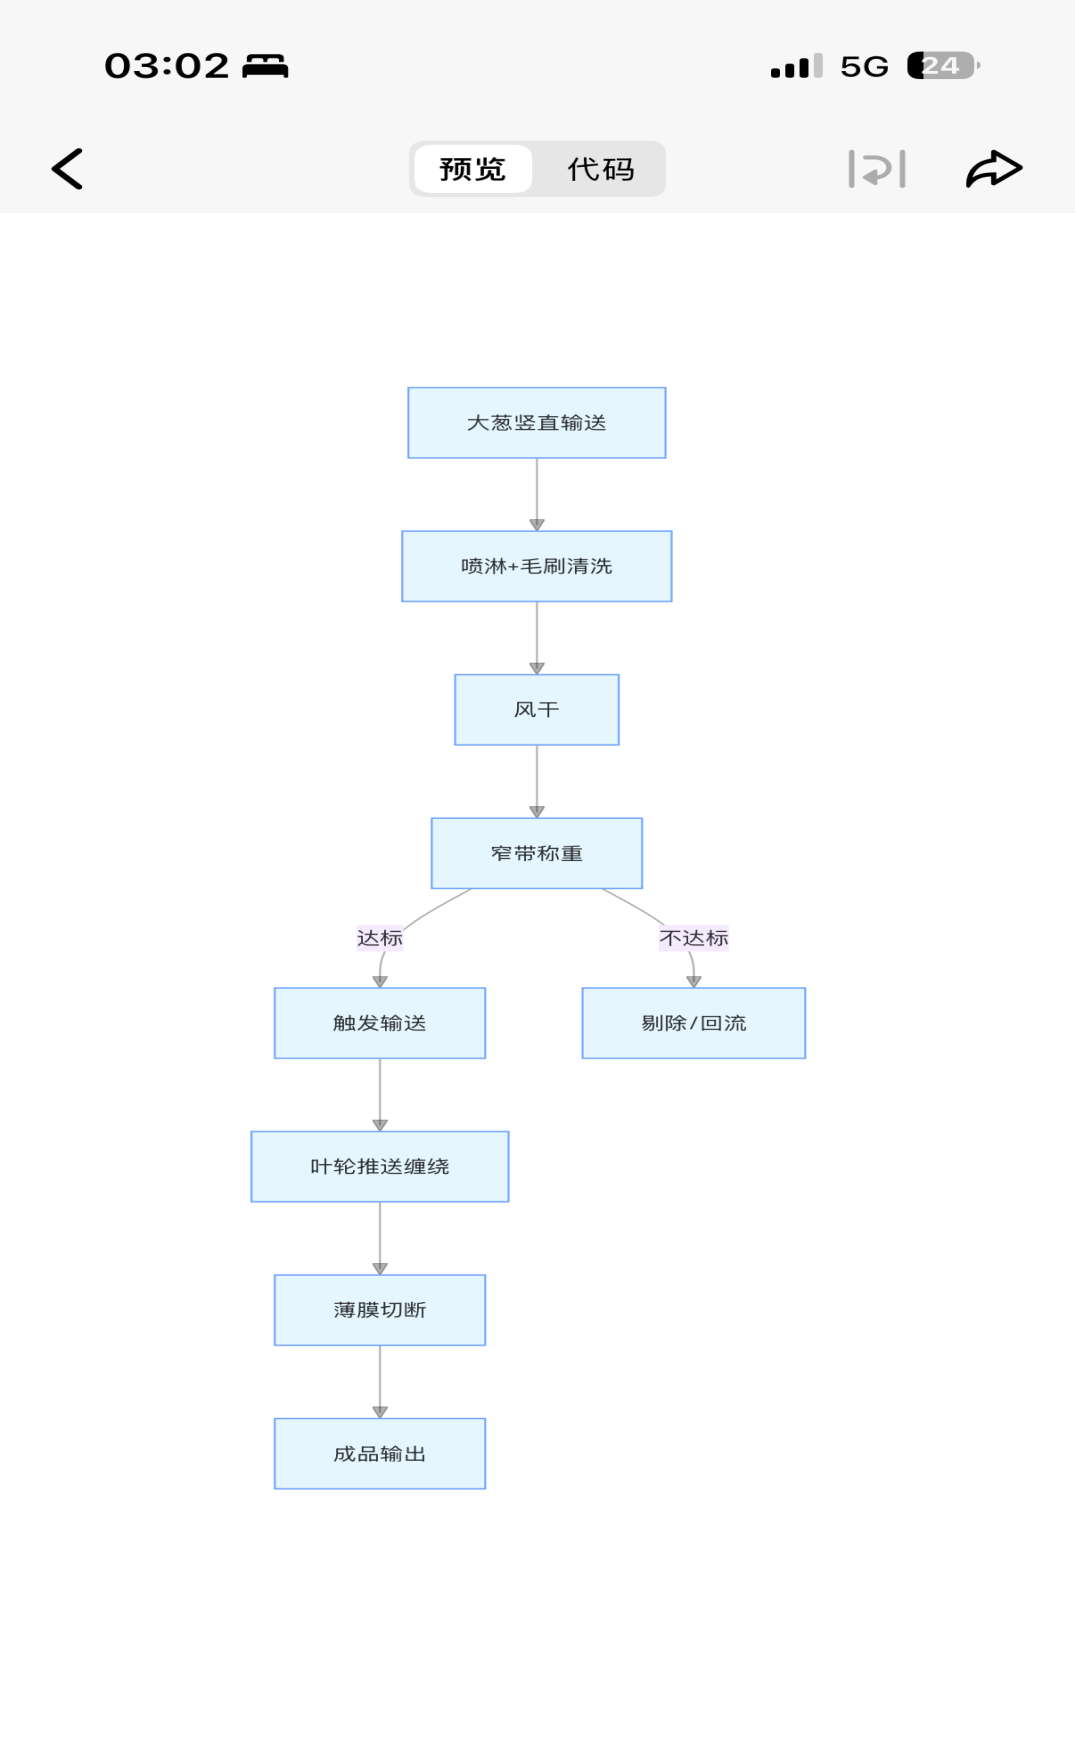 03:02 5G 24
预览 代码
大葱竖直输送
喷淋+毛刷清洗
风干
窄带称重
达标 不达标
触发输送 剔除/回流
叶轮推送缠绕
薄膜切断
成品输出